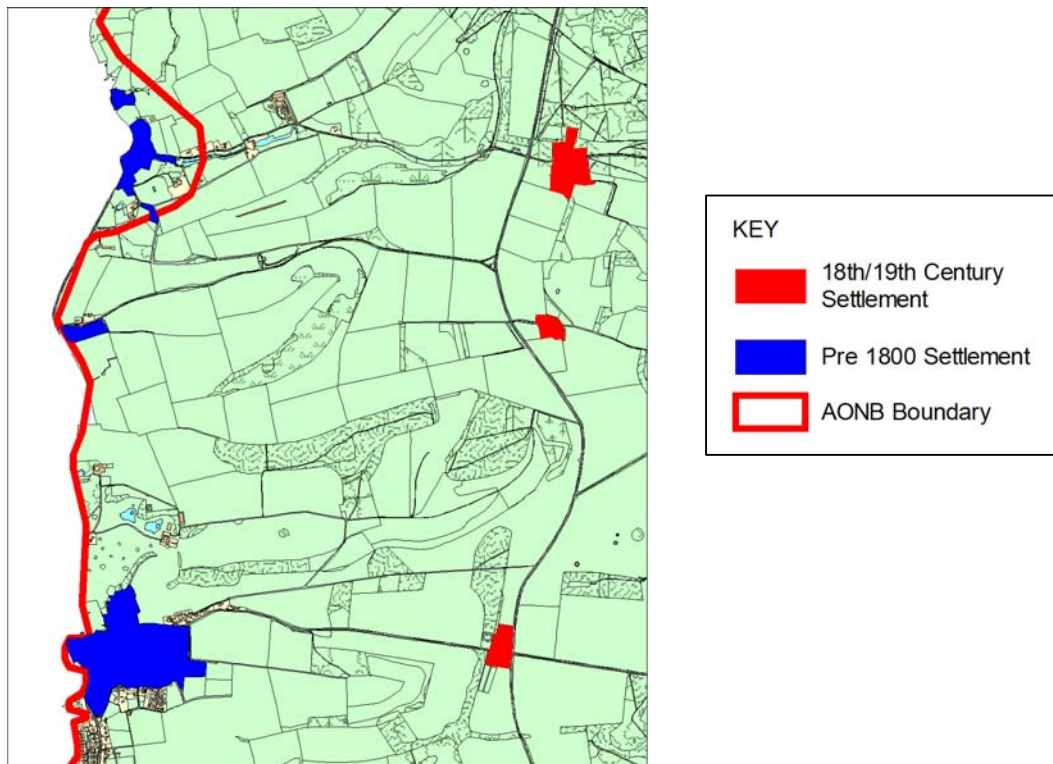 KEY
18th/19th Century
Settlement
Pre 1800 Settlement
AONB Boundary